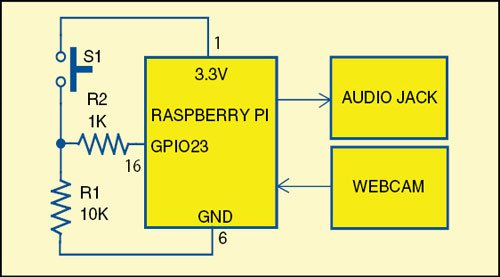 1
S1
3.3V
R2
1K
RASPBERRY PI
AUDIO JACK
16
GPIO23
R1
10K
WEBCAM
GND
6